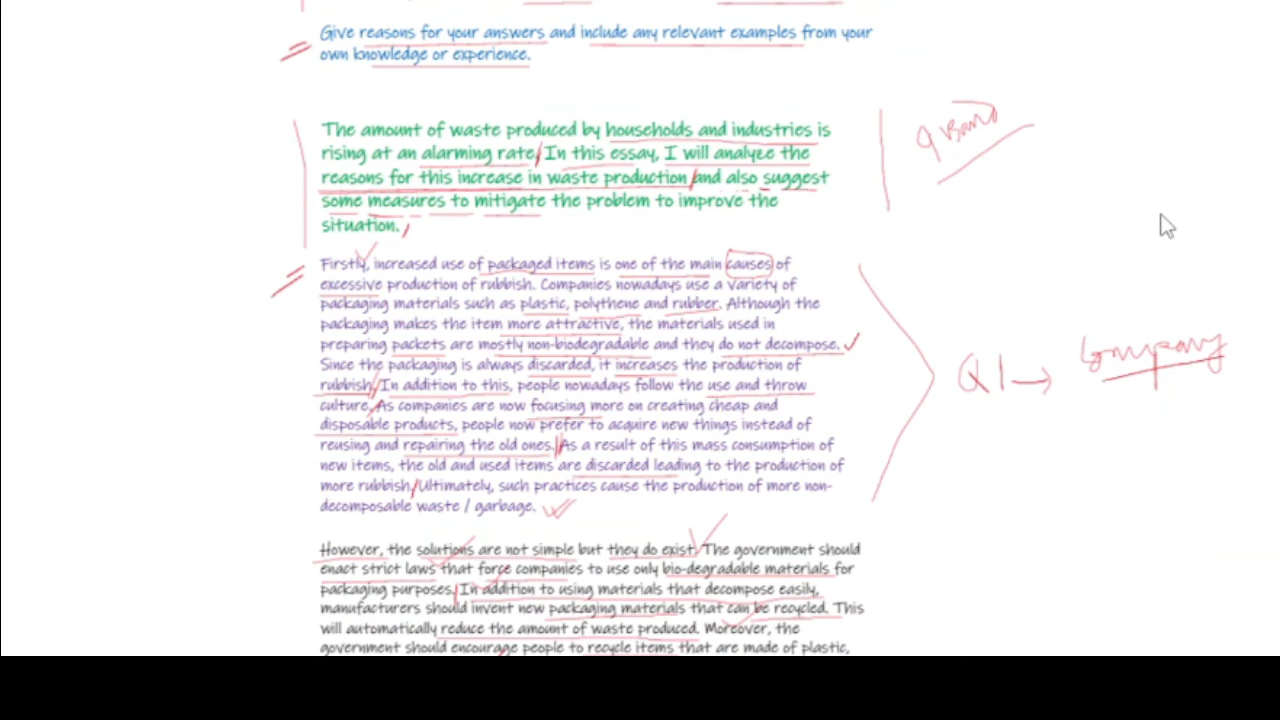 Give reasons for your answers and include any relevant examples from your
own knowledge or experience.
The amount of waste produced by households and industries is
rising at an alarming rate. In this essay, I will analyze the
reasons for this increase in waste production and also suggest
some measures to mitigate the problem to improve the
situation.
9 Band
Firstly, increased use of packaged items is one of the main causes of
excessive production of rubbish. Companies nowadays use a variety of
packaging materials such as plastic, polythene and rubber. Although the
packaging makes the item more attractive, the materials used in
preparing packets are mostly non-biodegradable and they do not decompose.
Since the packaging is always discarded, it increases the production of
rubbish. In addition to this, people nowadays follow the use and throw
culture. As companies are now focusing more on creating cheap and
disposable products, people now prefer to acquire new things instead of
reusing and repairing the old ones. As a result of this mass consumption of
new items, the old and used items are discarded leading to the production of
more rubbish. Ultimately, such practices cause the production of more non-
decomposable waste / garbage.
Q1 → Company
However, the solutions are not simple but they do exist. The government should
enact strict laws that force companies to use only bio-degradable materials for
packaging purposes. In addition to using materials that decompose easily,
manufacturers should invent new packaging materials that can be recycled. This
will automatically reduce the amount of waste produced. Moreover, the
government should encourage people to recycle items that are made of plastic,